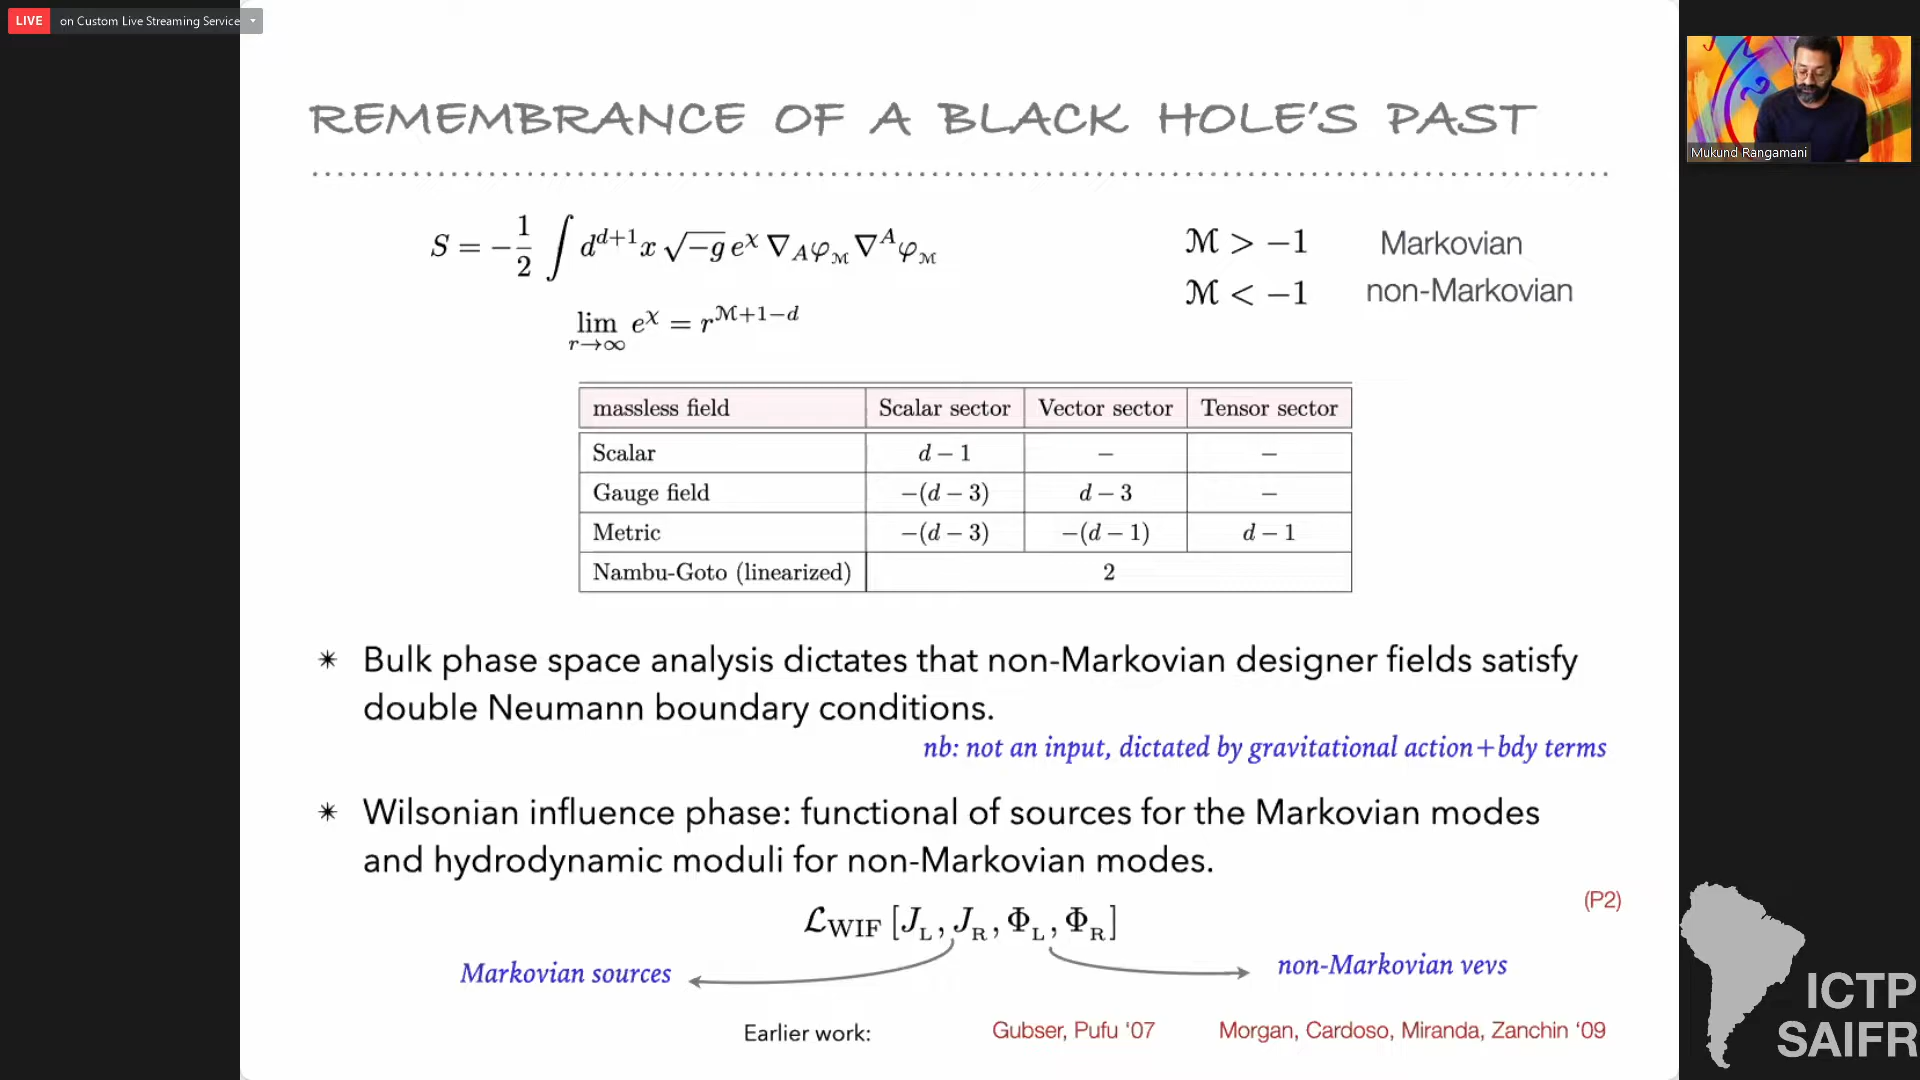 LIVE on Custom Live Streaming Service
REMEMBRANCE OF A BLACK HOLE'S PAST
Mukund Rangamani
S = −1/2 ∫ d^{d+1}x √−g e^χ ∇_A φ_ℳ ∇^A φ_ℳ
lim_{r→∞} e^χ = r^{ℳ+1−d}
ℳ > −1 Markovian
ℳ < −1 non-Markovian
massless field Scalar sector Vector sector Tensor sector
Scalar d − 1 − −
Gauge field −(d − 3) d − 3 −
Metric −(d − 3) −(d − 1) d − 1
Nambu-Goto (linearized) 2
✴ Bulk phase space analysis dictates that non-Markovian designer fields satisfy
double Neumann boundary conditions.
nb: not an input, dictated by gravitational action+bdy terms
✴ Wilsonian influence phase: functional of sources for the Markovian modes
and hydrodynamic moduli for non-Markovian modes.
(P2)
ℒ_WIF [J_L, J_R, Φ_L, Φ_R]
Markovian sources
non-Markovian vevs
Earlier work: Gubser, Pufu '07 Morgan, Cardoso, Miranda, Zanchin ‘09
ICTP
SAIFR